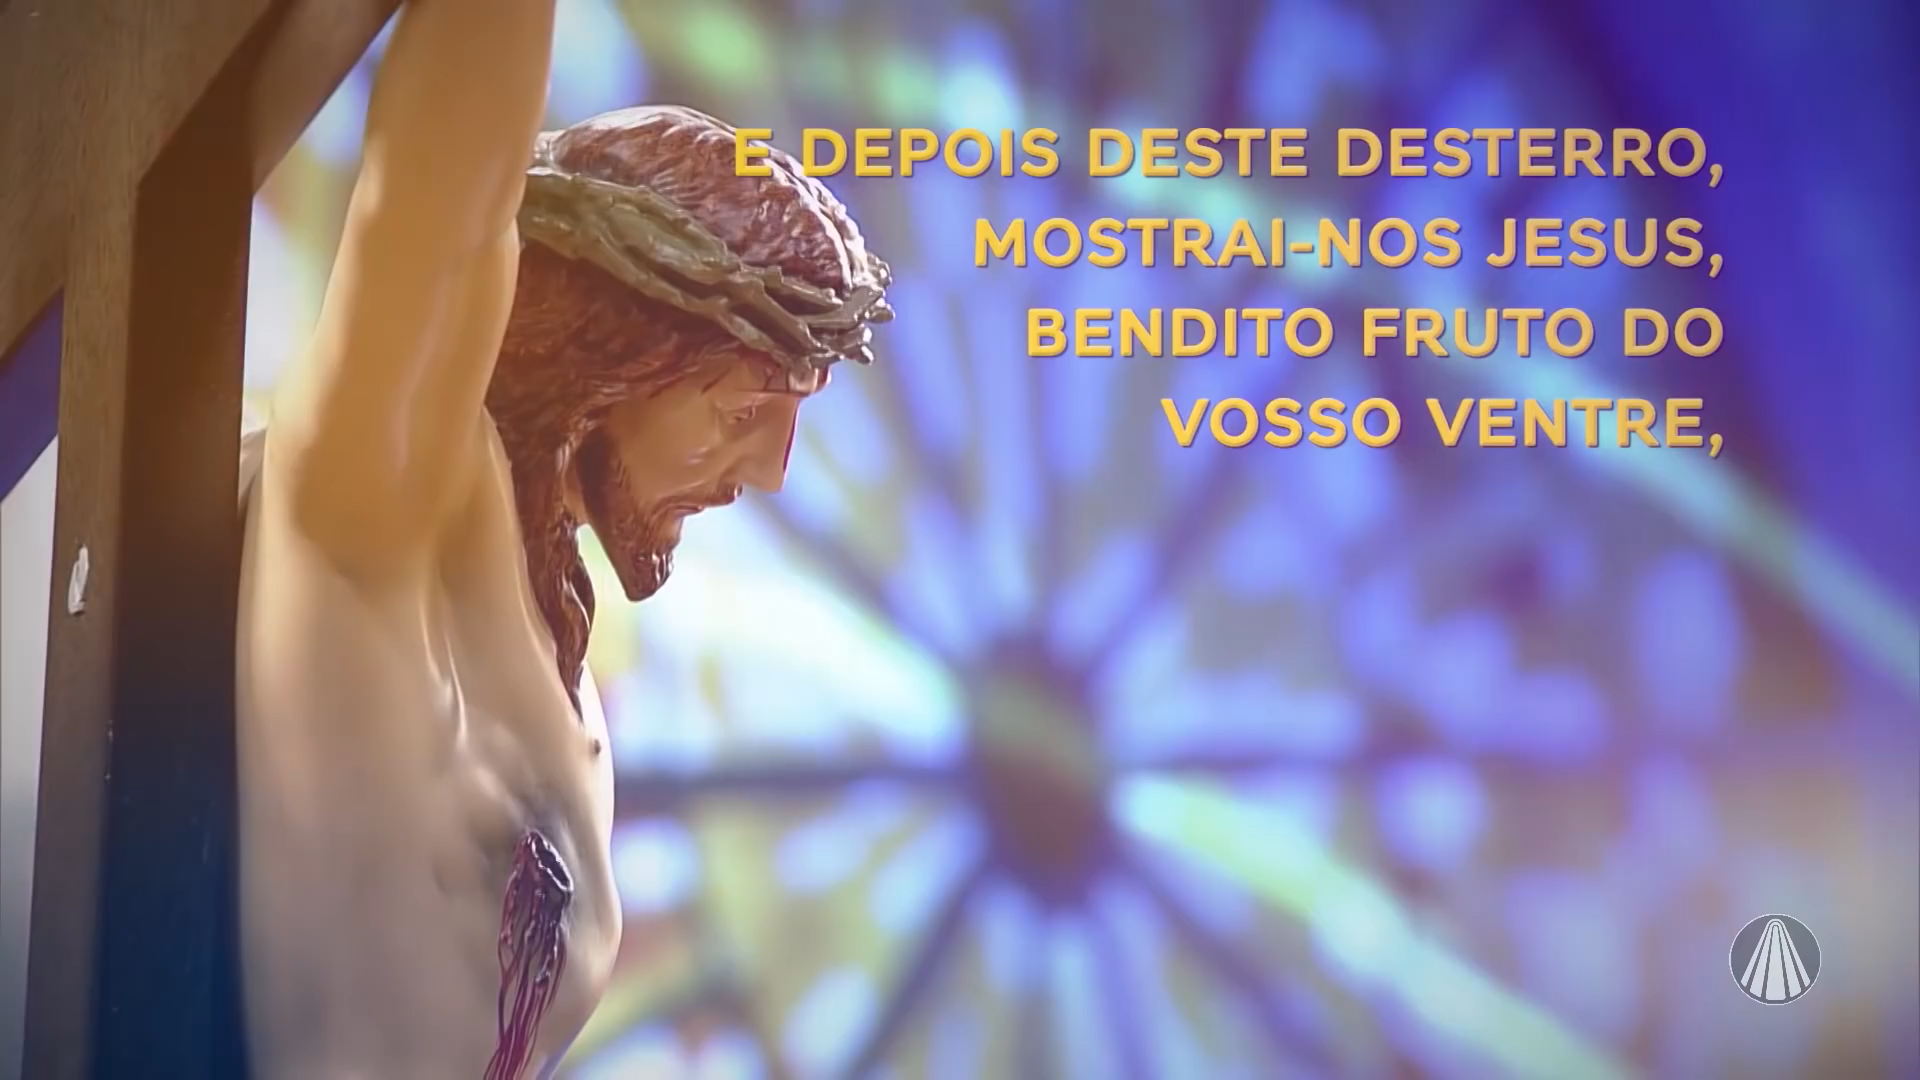 E DEPOIS DESTE DESTERRO,
MOSTRAI-NOS JESUS,
BENDITO FRUTO DO
VOSSO VENTRE,